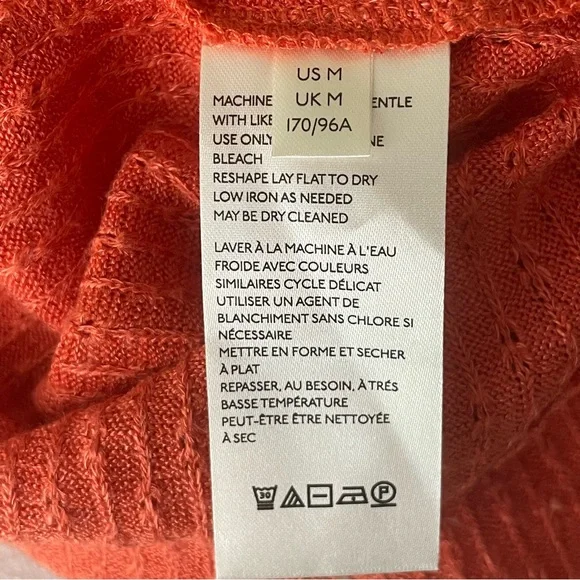 US M
UK M
170/96A
MACHINE ENTLE
WITH LIKE
USE ONLY NE
BLEACH
RESHAPE LAY FLAT TO DRY
LOW IRON AS NEEDED
MAY BE DRY CLEANED
LAVER À LA MACHINE À L'EAU
FROIDE AVEC COULEURS
SIMILAIRES CYCLE DÉLICAT
UTILISER UN AGENT DE
BLANCHIMENT SANS CHLORE SI
NÉCESSAIRE
METTRE EN FORME ET SECHER
À PLAT
REPASSER, AU BESOIN, À TRÉS
BASSE TEMPÉRATURE
PEUT-ÊTRE ÊTRE NETTOYÉE
À SEC
30 P